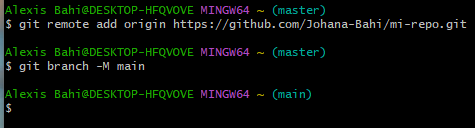 Alexis Bahi@DESKTOP-HFQVOVE MINGW64 ~ (master)
$ git remote add origin https://github.com/Johana-Bahi/mi-repo.git
Alexis Bahi@DESKTOP-HFQVOVE MINGW64 ~ (master)
$ git branch -M main
Alexis Bahi@DESKTOP-HFQVOVE MINGW64 ~ (main)
$